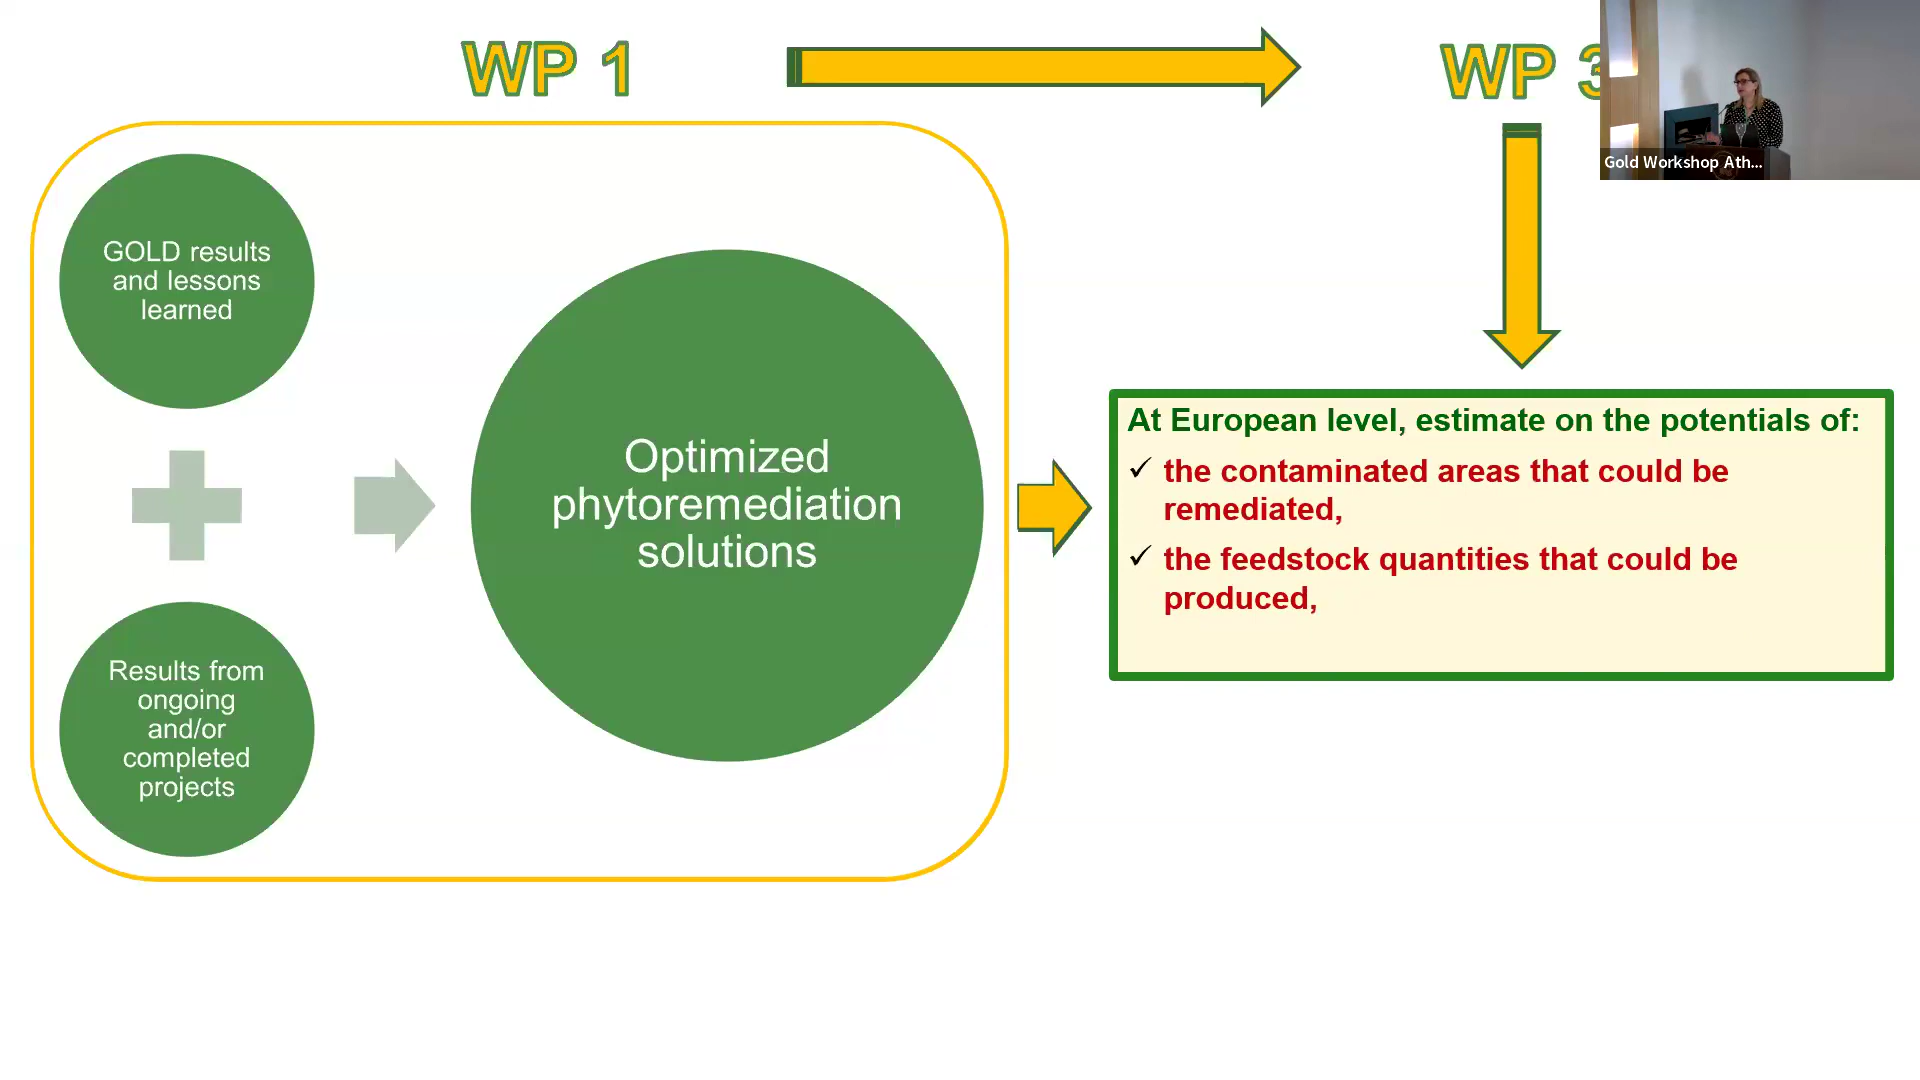 WP 1
WP 3
Gold Workshop Ath...
GOLD results
and lessons
learned
Results from
ongoing
and/or
completed
projects
Optimized
phytoremediation
solutions
At European level, estimate on the potentials of:
✓ the contaminated areas that could be
remediated,
✓ the feedstock quantities that could be
produced,